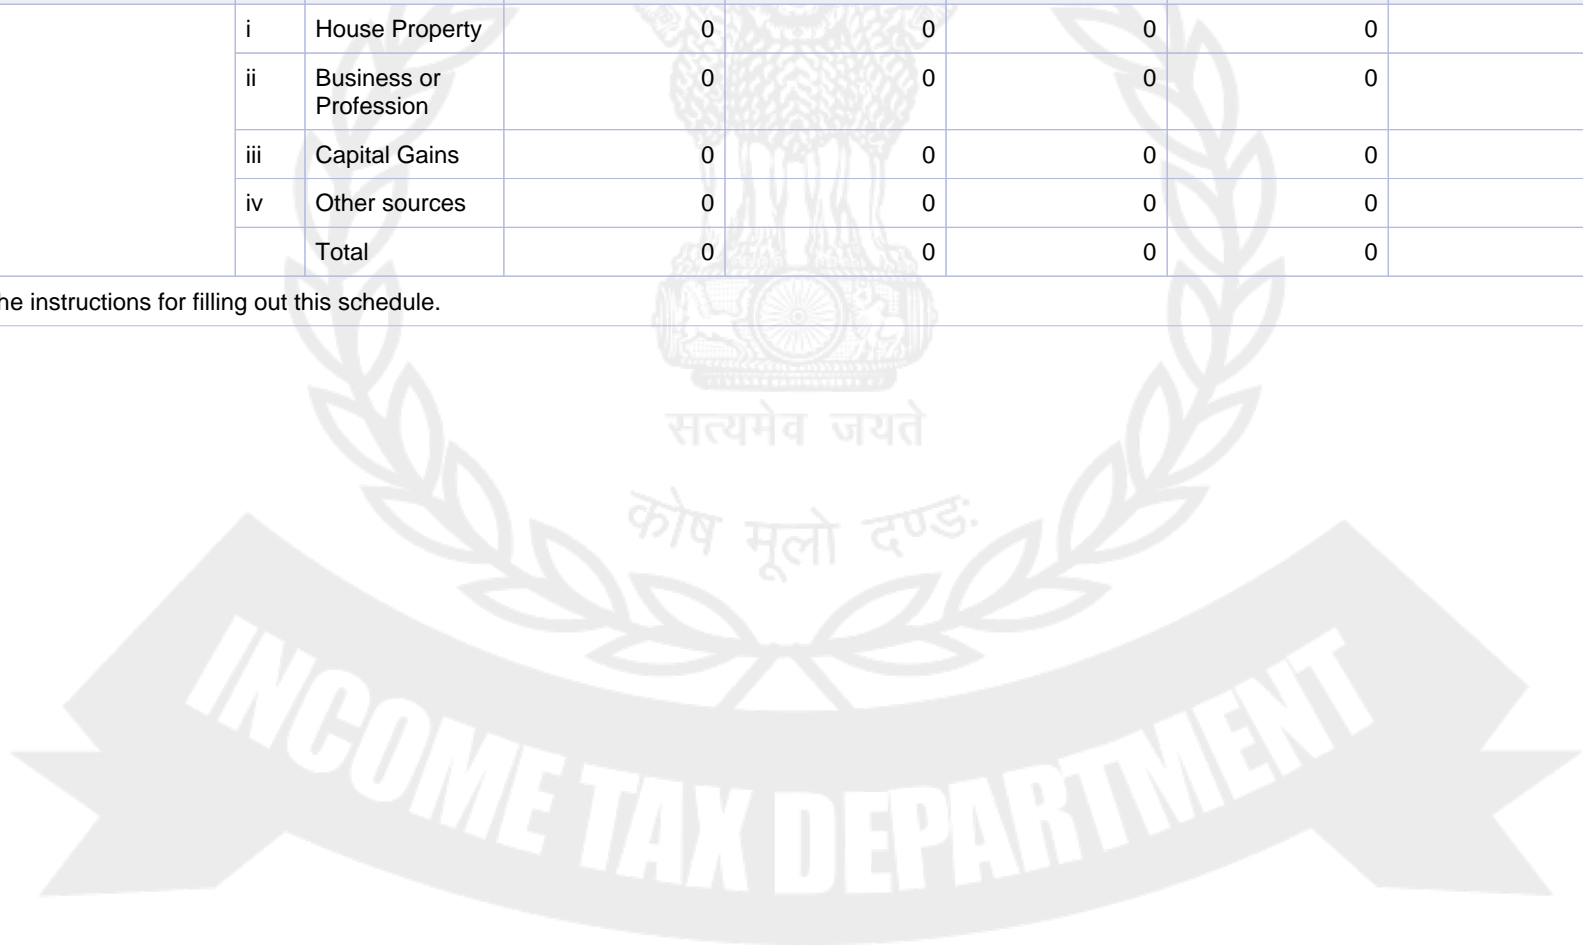 i House Property 0 0 0 0
ii Business or 0 0 0 0
Profession
iii Capital Gains 0 0 0 0
iv Other sources 0 0 0 0
Total 0 0 0 0
he instructions for filling out this schedule.
सत्यमेव जयते
कोष मूलो दण्ड:
INCOME TAX DEPARTMENT